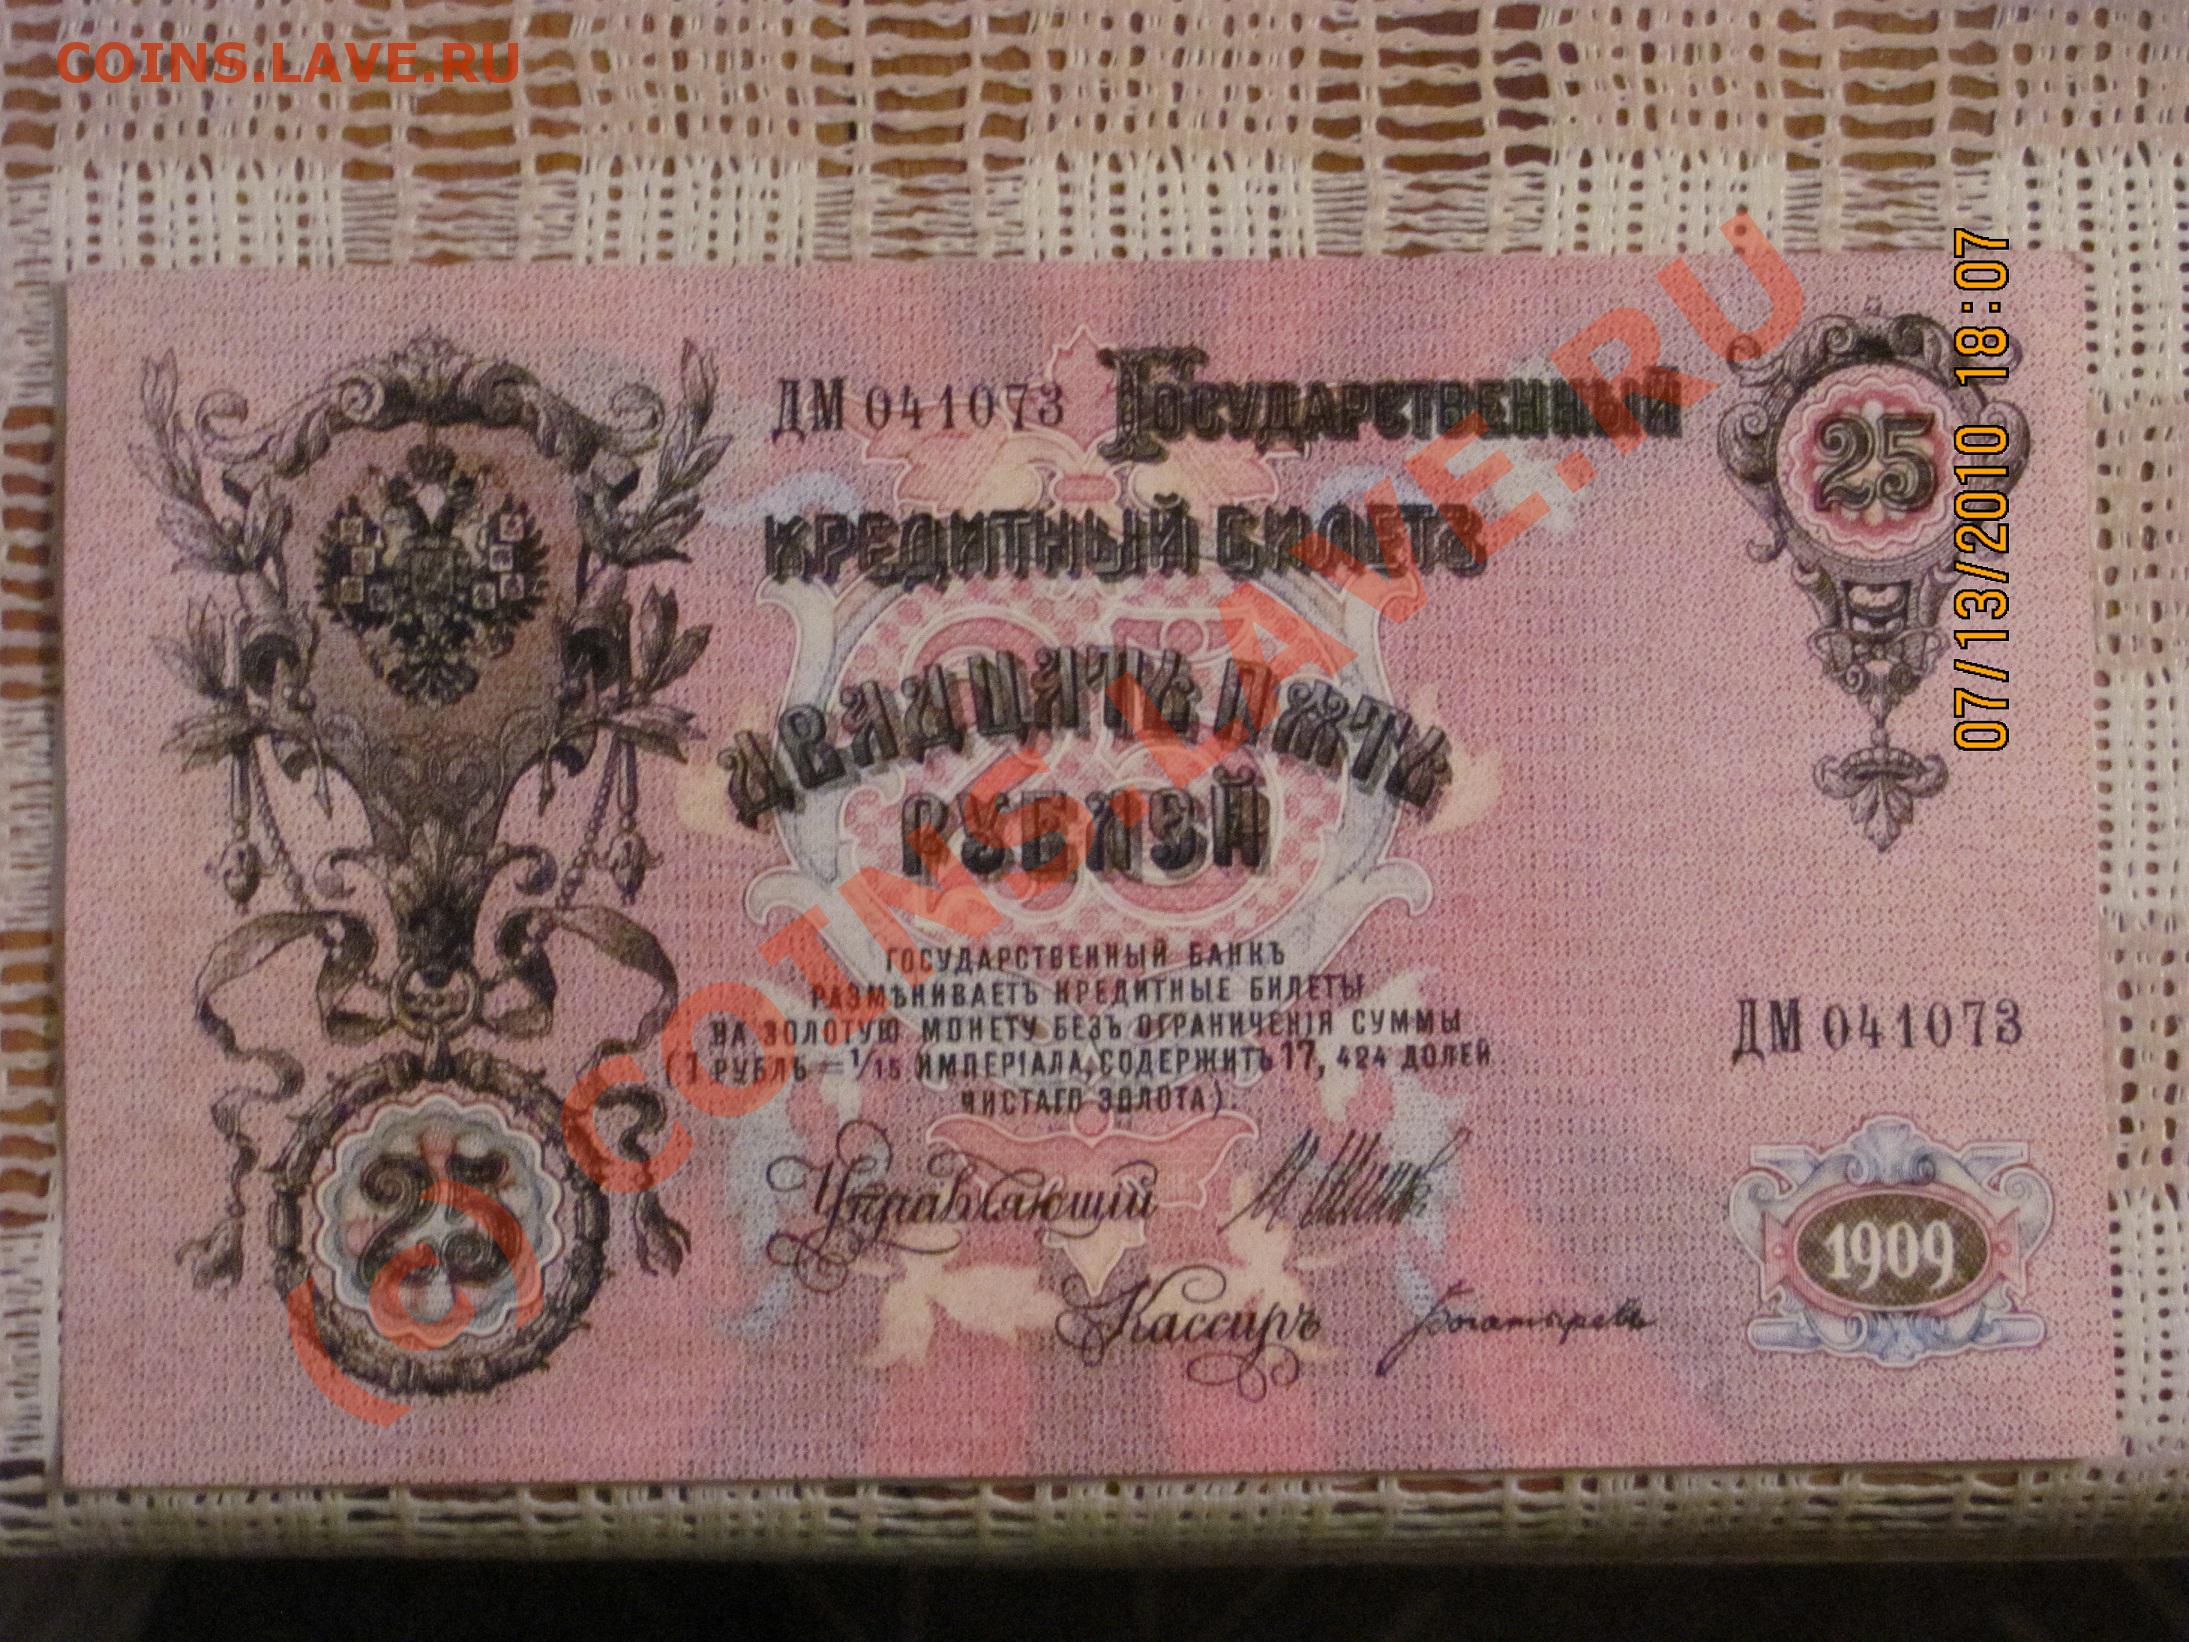 COINS.LAVE.RU
ДМ 041073 Государственный
25
кредитный билетъ
двадцать пять
рублей
ГОСУДАРСТВЕННЫЙ БАНКЪ
РАЗМѢНИВАЕТЪ КРЕДИТНЫЕ БИЛЕТЫ
НА ЗОЛОТУЮ МОНЕТУ БЕЗЪ ОГРАНИЧЕНІЯ СУММЫ
(1 РУБЛЬ = 1/15 ИМПЕРІАЛА, СОДЕРЖИТЪ 17, 424 ДОЛЕЙ
ЧИСТАГО ЗОЛОТА).
ДМ 041073
25
Управляющій И Шипов
Кассиръ Богатыревъ
1909
(c) COINS.LAVE.RU
07/13/2010 18:07